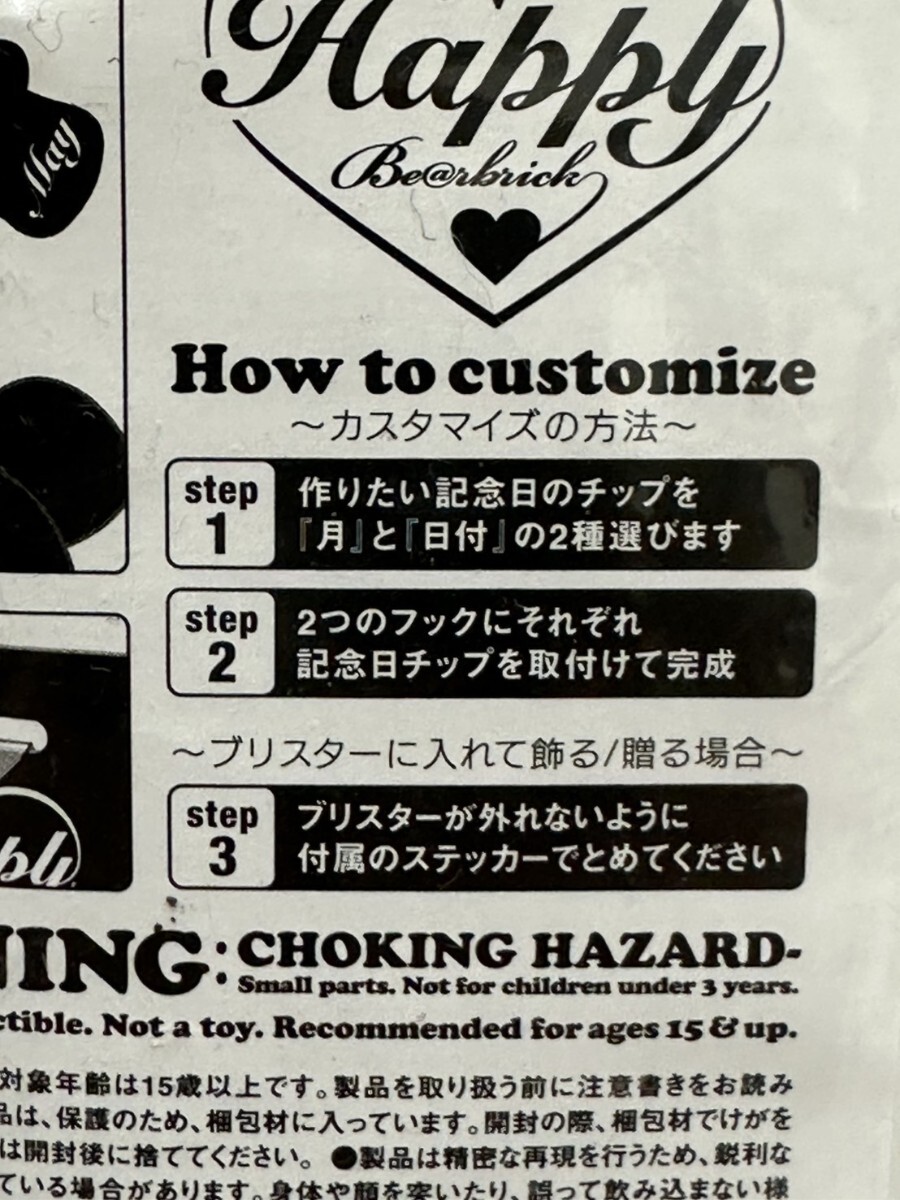 May
Happy
Be@rbrick
How to customize
～カスタマイズの方法～
step 1
作りたい記念日のチップを
『月』と『日付』の2種選びます
step 2
2つのフックにそれぞれ
記念日チップを取付けて完成
～ブリスターに入れて飾る/贈る場合～
step 3
ブリスターが外れないように
付属のステッカーでとめてください
ppy
NING: CHOKING HAZARD-
Small parts. Not for children under 3 years.
ctible. Not a toy. Recommended for ages 15 & up.
対象年齢は15歳以上です。製品を取り扱う前に注意書きをお読み
品は、保護のため、梱包材に入っています。開封の際、梱包材でけがを
は開封後に捨ててください。 ●製品は精密な再現を行うため、鋭利な
ている場合があります。身体や顔を突いたり、誤って飲み込まない様